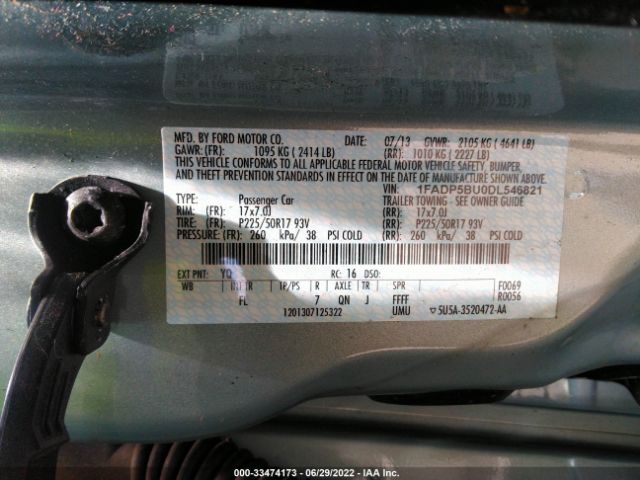 MFD. BY FORD MOTOR CO. DATE: 07/13 GVWR: 2105 KG ( 4641 LB)
GAWR: (FR): 1095 KG ( 2414 LB) (RR): 1010 KG ( 2227 LB)
THIS VEHICLE CONFORMS TO ALL APPLICABLE FEDERAL MOTOR VEHICLE SAFETY, BUMPER,
AND THEFT PREVENTION STANDARDS IN EFFECT ON THE DATE OF MANUFACTURE SHOWN ABOVE.
VIN: 1FADP5BU0DL546821
TYPE: Passenger Car TRAILER TOWING - SEE OWNER GUIDE
RIM: (FR): 17x7.0J (RR): 17x7.0J
TIRE: (FR): P225/50R17 93V (RR): P225/50R17 93V
PRESSURE: (FR): 260 kPa/ 38 PSI COLD (RR): 260 kPa/ 38 PSI COLD
EXT PNT: YQ RC: 16 DSO: F0069
WB INT TR TP/PS R AXLE TR SPR R0056
FL 7 QN J FFFF
1201307125322 UMU ▽5U5A-3520472-AA
000-33474173 - 06/29/2022 - IAA Inc.